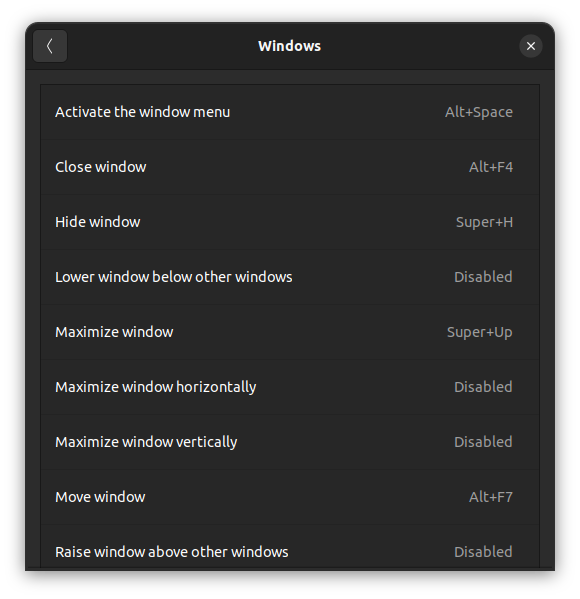 Windows
Activate the window menu Alt+Space
Close window Alt+F4
Hide window Super+H
Lower window below other windows Disabled
Maximize window Super+Up
Maximize window horizontally Disabled
Maximize window vertically Disabled
Move window Alt+F7
Raise window above other windows Disabled